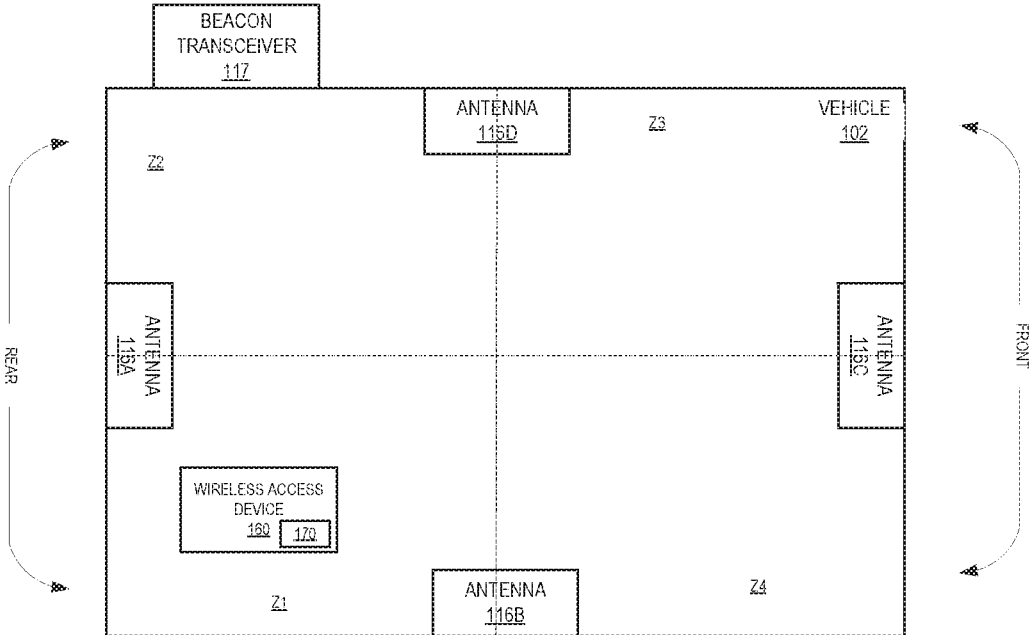 BEACON
TRANSCEIVER
117
ANTENNA
116D
Z3
VEHICLE
102
Z2
REAR
ANTENNA
116A
ANTENNA
116C
FRONT
WIRELESS ACCESS
DEVICE
160
170
Z1
ANTENNA
116B
Z4